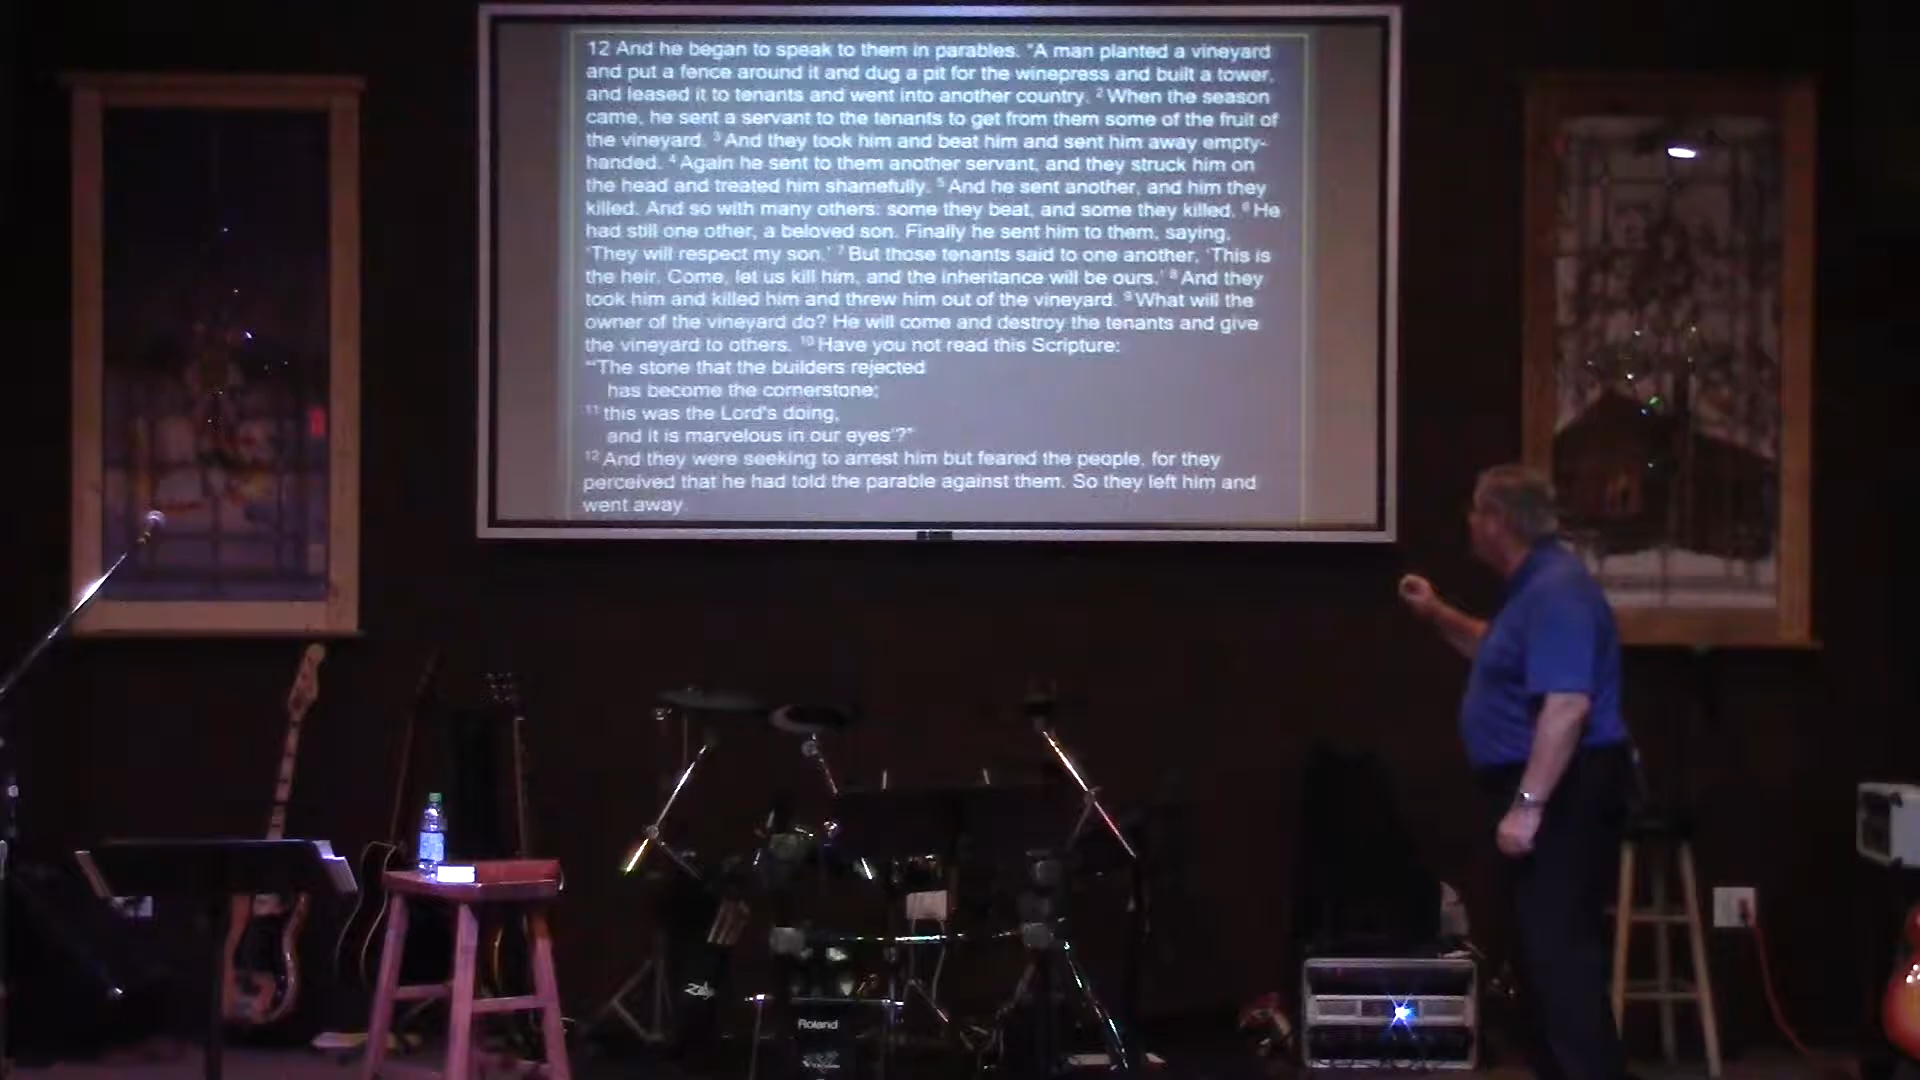 12 And he began to speak to them in parables. "A man planted a vineyard
and put a fence around it and dug a pit for the winepress and built a tower,
and leased it to tenants and went into another country. 2 When the season
came, he sent a servant to the tenants to get from them some of the fruit of
the vineyard. 3 And they took him and beat him and sent him away empty-
handed. 4 Again he sent to them another servant, and they struck him on
the head and treated him shamefully. 5 And he sent another, and him they
killed. And so with many others: some they beat, and some they killed. 6 He
had still one other, a beloved son. Finally he sent him to them, saying,
'They will respect my son.' 7 But those tenants said to one another, 'This is
the heir. Come, let us kill him, and the inheritance will be ours.' 8 And they
took him and killed him and threw him out of the vineyard. 9 What will the
owner of the vineyard do? He will come and destroy the tenants and give
the vineyard to others. 10 Have you not read this Scripture:
"'The stone that the builders rejected
has become the cornerstone;
11 this was the Lord's doing,
and it is marvelous in our eyes'?"
12 And they were seeking to arrest him but feared the people, for they
perceived that he had told the parable against them. So they left him and
went away.
Roland